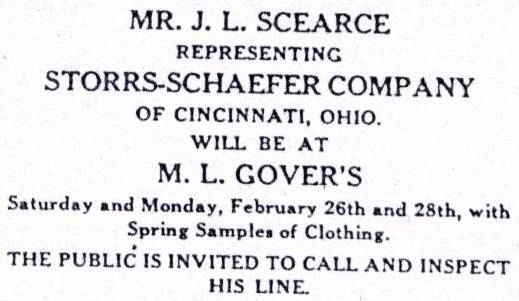 MR. J. L. SCEARCE
REPRESENTING
STORRS-SCHAEFER COMPANY
OF CINCINNATI, OHIO.
WILL BE AT
M. L. GOVER'S
Saturday and Monday, February 26th and 28th, with
Spring Samples of Clothing.
THE PUBLIC IS INVITED TO CALL AND INSPECT
HIS LINE.